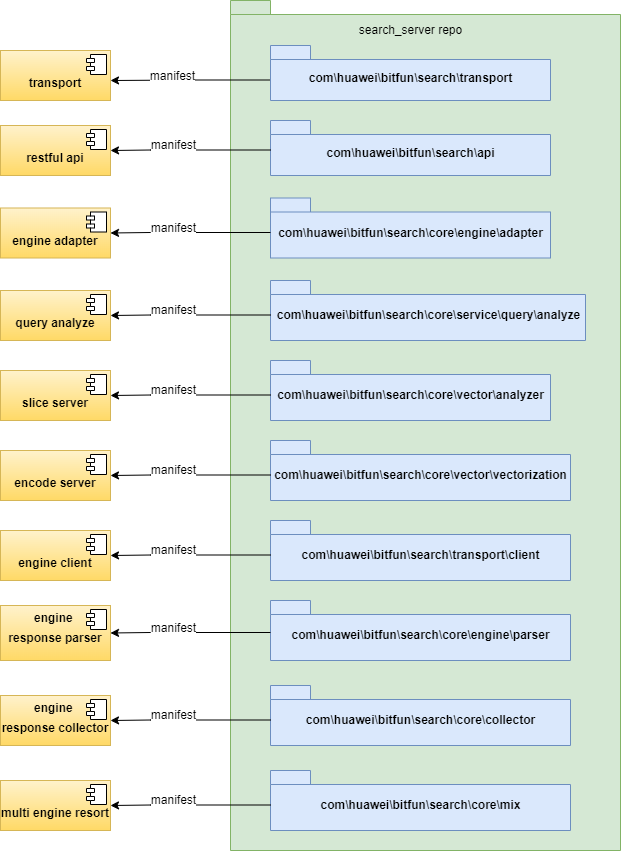 search_server repo
transport
manifest
com\huawei\bitfun\search\transport
restful api
manifest
com\huawei\bitfun\search\api
engine adapter
manifest
com\huawei\bitfun\search\core\engine\adapter
query analyze
manifest
com\huawei\bitfun\search\core\service\query\analyze
slice server
manifest
com\huawei\bitfun\search\core\vector\analyzer
encode server
manifest
com\huawei\bitfun\search\core\vector\vectorization
engine client
manifest
com\huawei\bitfun\search\transport\client
engine
response parser
manifest
com\huawei\bitfun\search\core\engine\parser
engine
response collector
manifest
com\huawei\bitfun\search\core\collector
multi engine resort
manifest
com\huawei\bitfun\search\core\mix